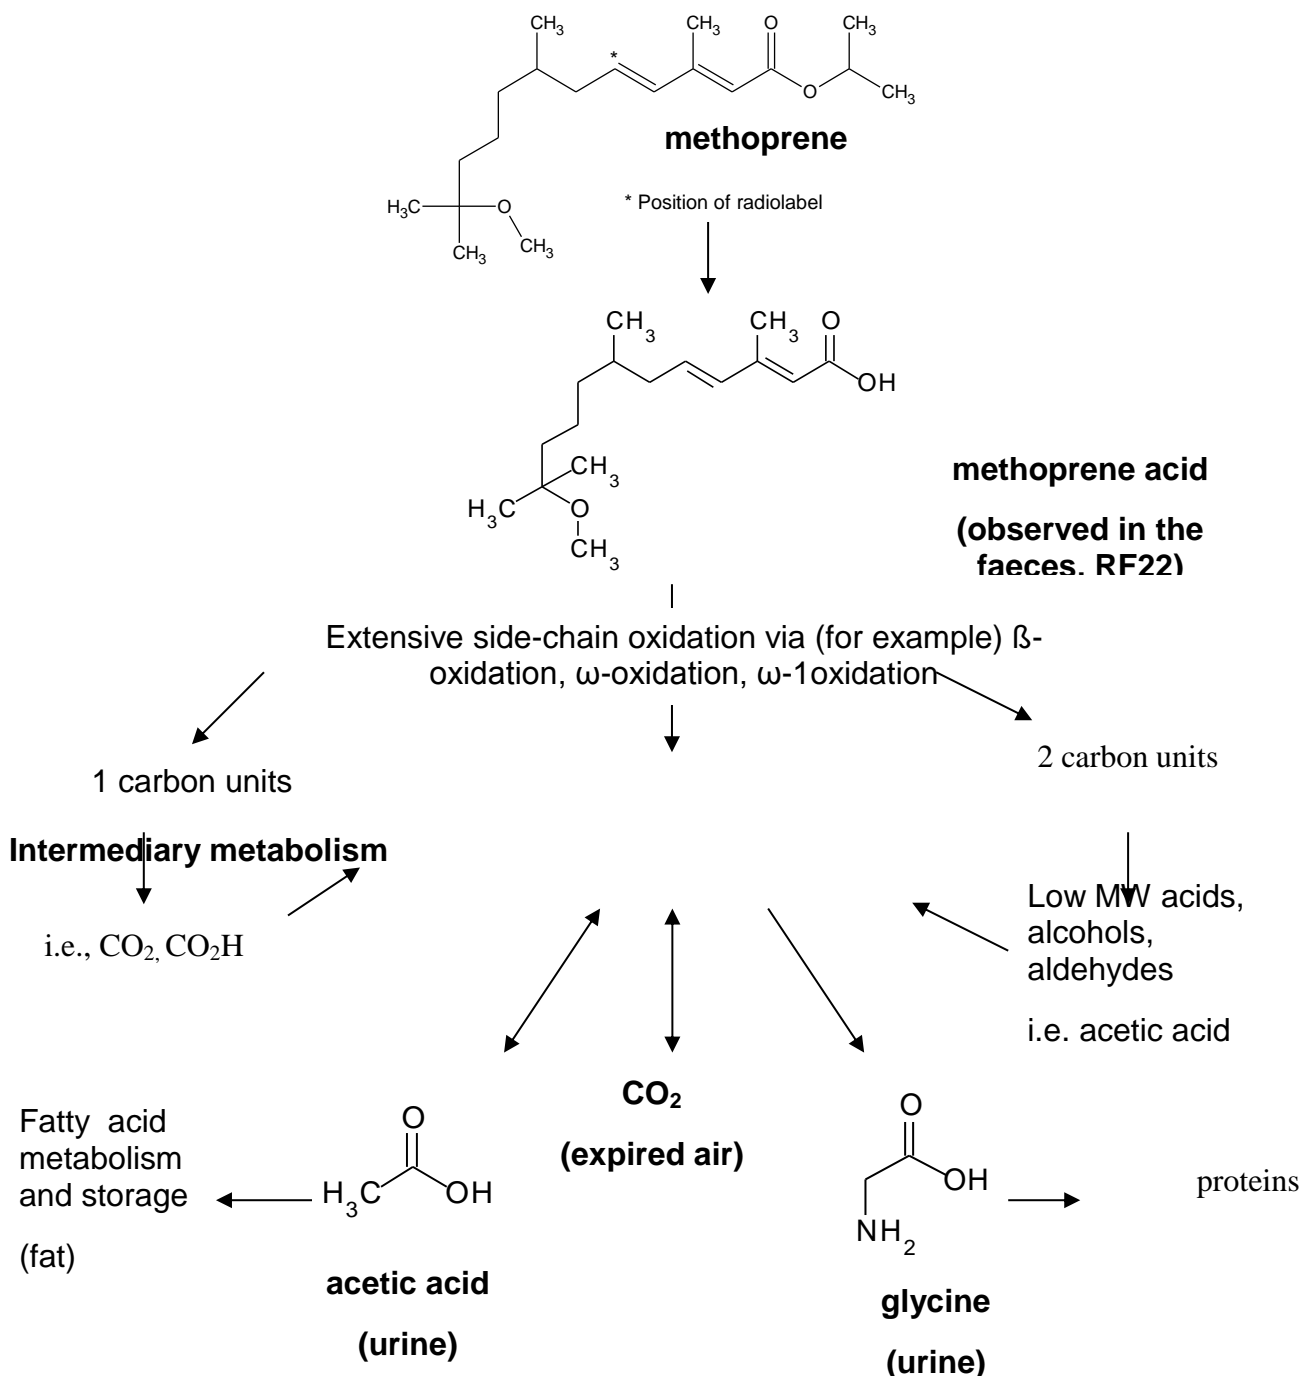 CH3
CH3
O
CH3
*
O
CH3
methoprene
* Position of radiolabel
H3C
O
CH3
CH3
CH3
CH3
O
OH
CH3
H3C
O
CH3
methoprene acid
(observed in the
faeces. RF22)
Extensive side-chain oxidation via (for example) ß-
oxidation, ω-oxidation, ω-1oxidation
2 carbon units
1 carbon units
Intermediary metabolism
Low MW acids,
alcohols,
aldehydes
i.e., CO2, CO2H
i.e. acetic acid
CO2
(expired air)
Fatty acid
metabolism
and storage
(fat)
O
H3C
OH
acetic acid
(urine)
O
OH
NH2
glycine
(urine)
proteins